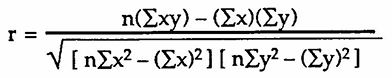 r = n(Σxy) – (Σx)(Σy) / √[ nΣx² – (Σx)² ] [ nΣy² – (Σy)² ]